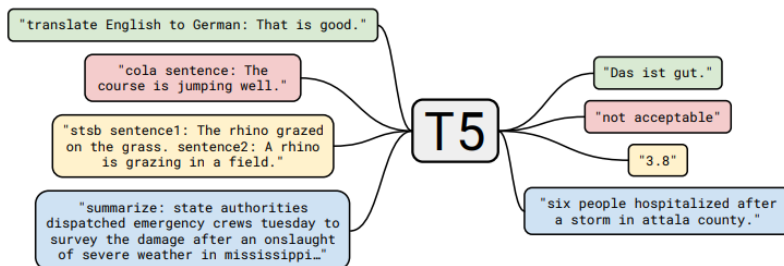 "translate English to German: That is good."
"cola sentence: The
course is jumping well."
"stsb sentence1: The rhino grazed
on the grass. sentence2: A rhino
is grazing in a field."
"summarize: state authorities
dispatched emergency crews tuesday to
survey the damage after an onslaught
of severe weather in mississippi…"
T5
"Das ist gut."
"not acceptable"
"3.8"
"six people hospitalized after
a storm in attala county."